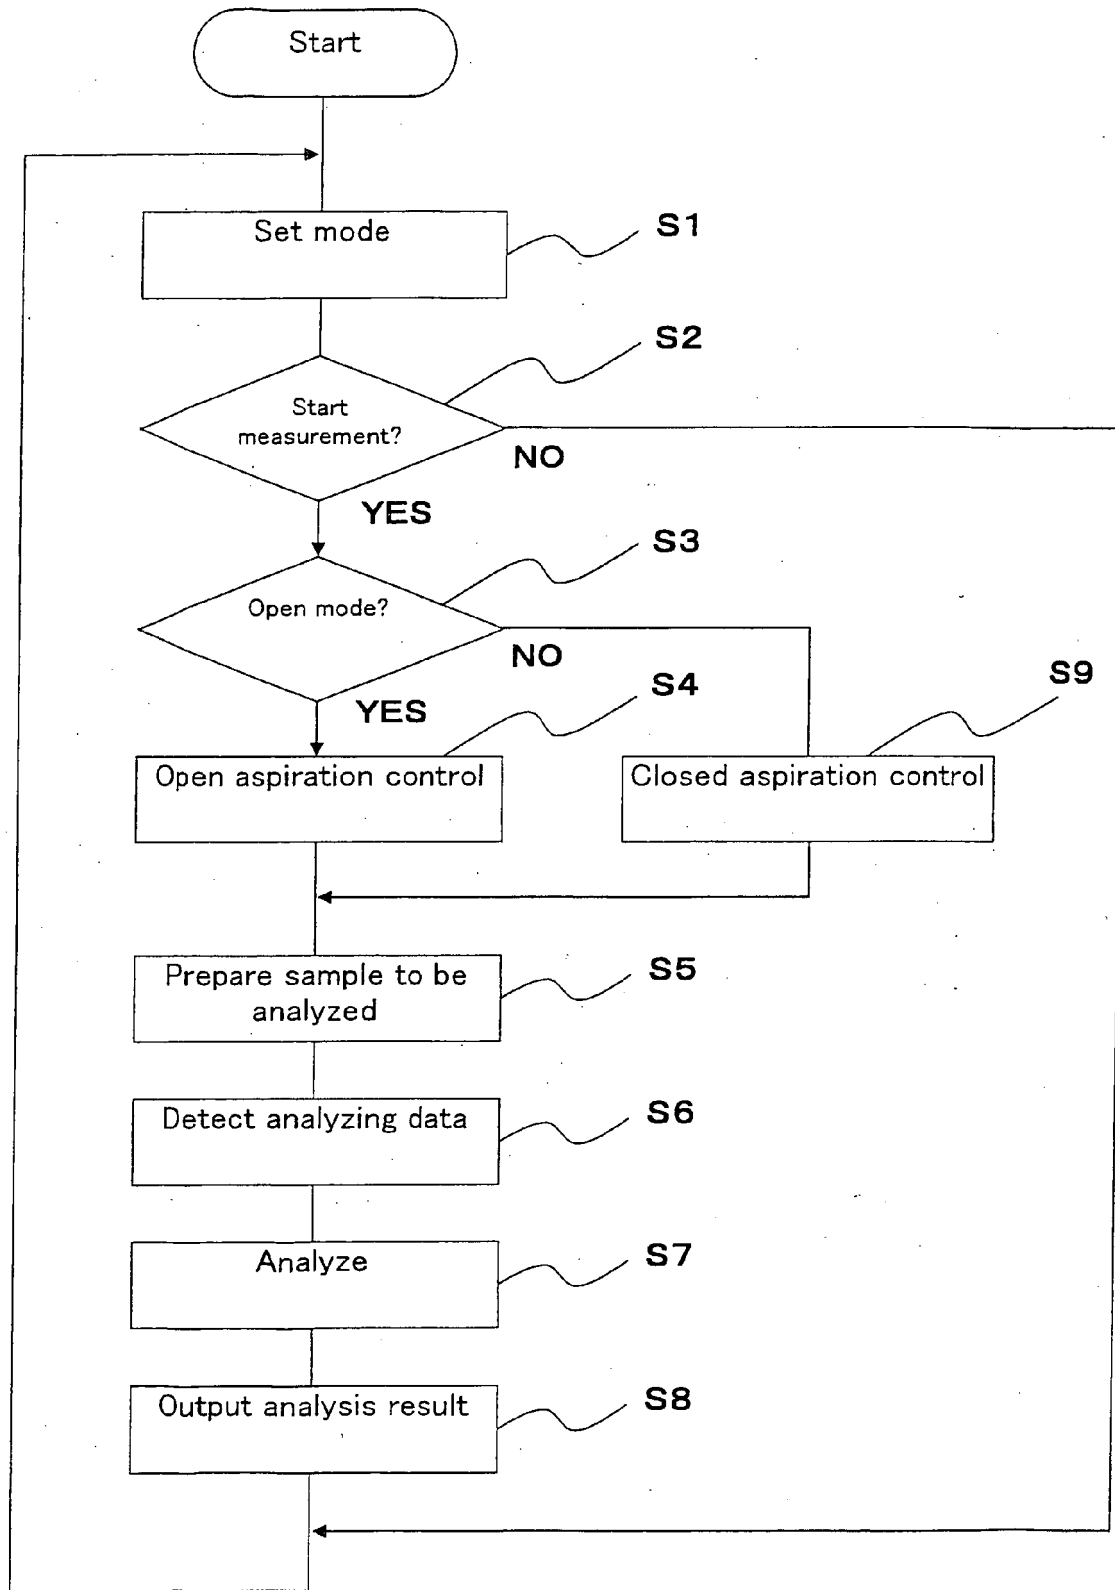 Start
Set mode
S1
S2
Start
measurement?
NO
YES
S3
Open mode?
NO
YES
S4
S9
Open aspiration control
Closed aspiration control
Prepare sample to be
analyzed
S5
Detect analyzing data
S6
Analyze
S7
Output analysis result
S8